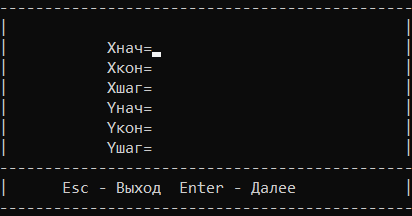 Xнач=
Xкон=
Xшаг=
Yнач=
Yкон=
Yшаг=
Esc - Выход  Enter - Далее